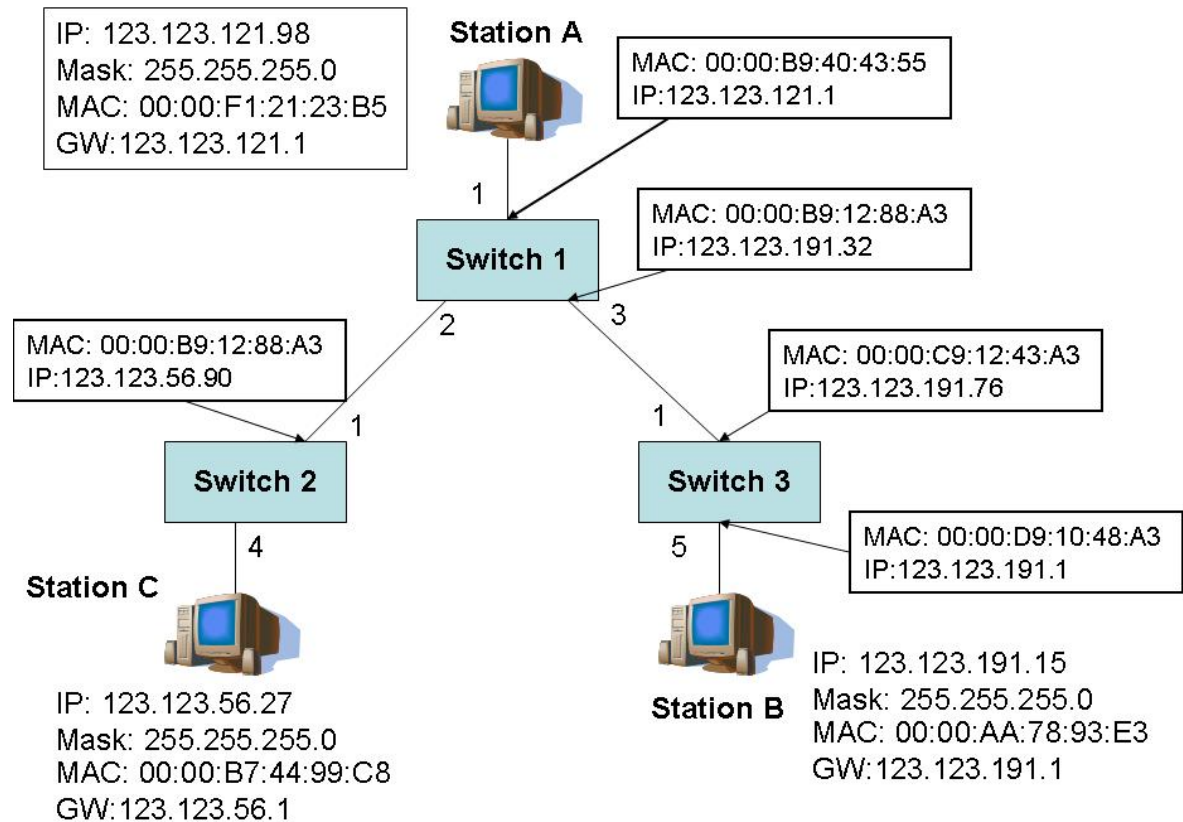 IP: 123.123.121.98
Mask: 255.255.255.0
MAC: 00:00:F1:21:23:B5
GW:123.123.121.1
Station A
MAC: 00:00:B9:40:43:55
IP:123.123.121.1
1
MAC: 00:00:B9:12:88:A3
IP:123.123.191.32
Switch 1
2
3
MAC: 00:00:B9:12:88:A3
IP:123.123.56.90
MAC: 00:00:C9:12:43:A3
IP:123.123.191.76
1
1
Switch 2
Switch 3
4
5
MAC: 00:00:D9:10:48:A3
IP:123.123.191.1
Station C
IP: 123.123.56.27
Mask: 255.255.255.0
MAC: 00:00:B7:44:99:C8
GW:123.123.56.1
Station B
IP: 123.123.191.15
Mask: 255.255.255.0
MAC: 00:00:AA:78:93:E3
GW:123.123.191.1